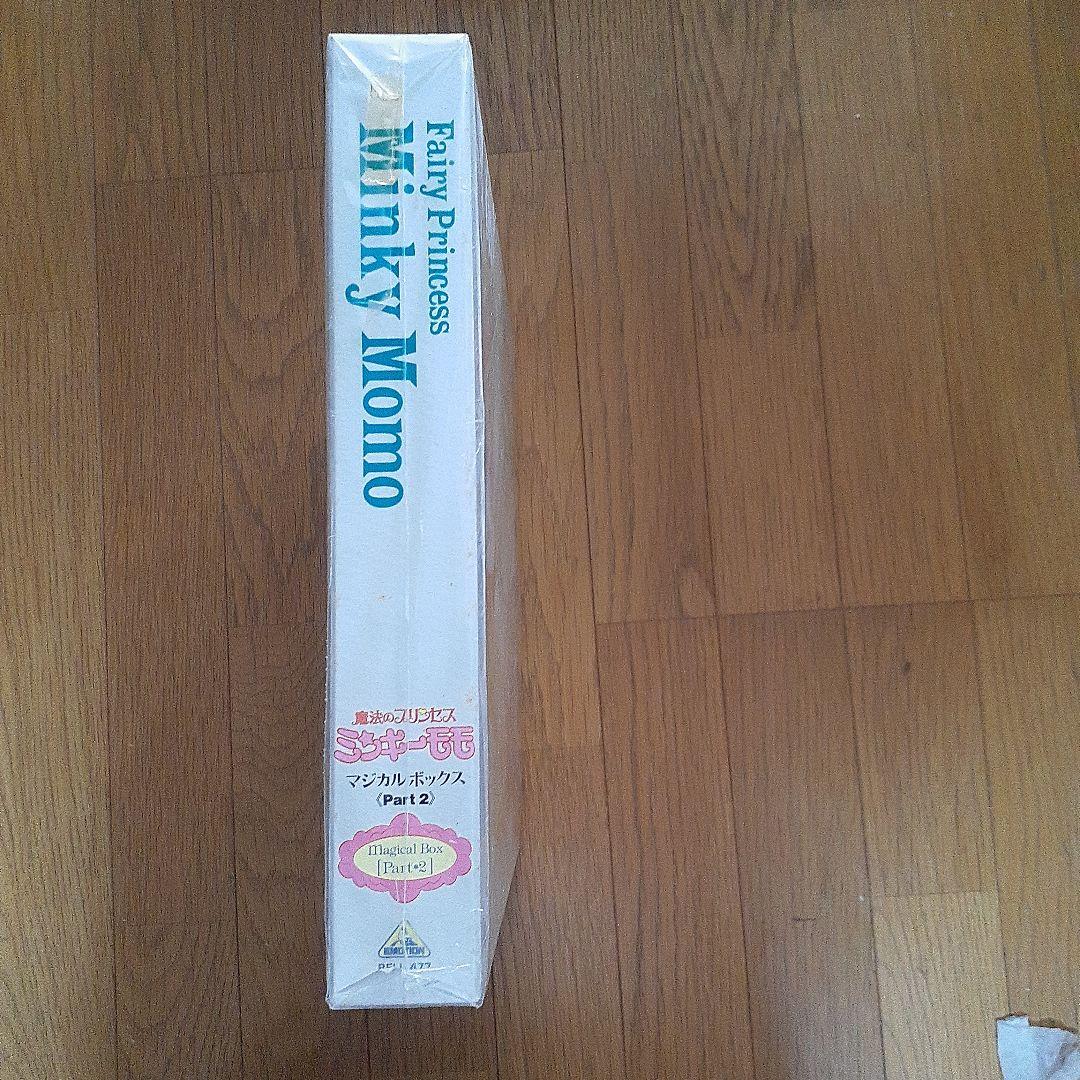 Fairy Princess
Minky Momo
魔法のプリンセス
ミンキーモモ
マジカル ボックス
《Part 2》
Magical Box
[Part•2]
EMOTION